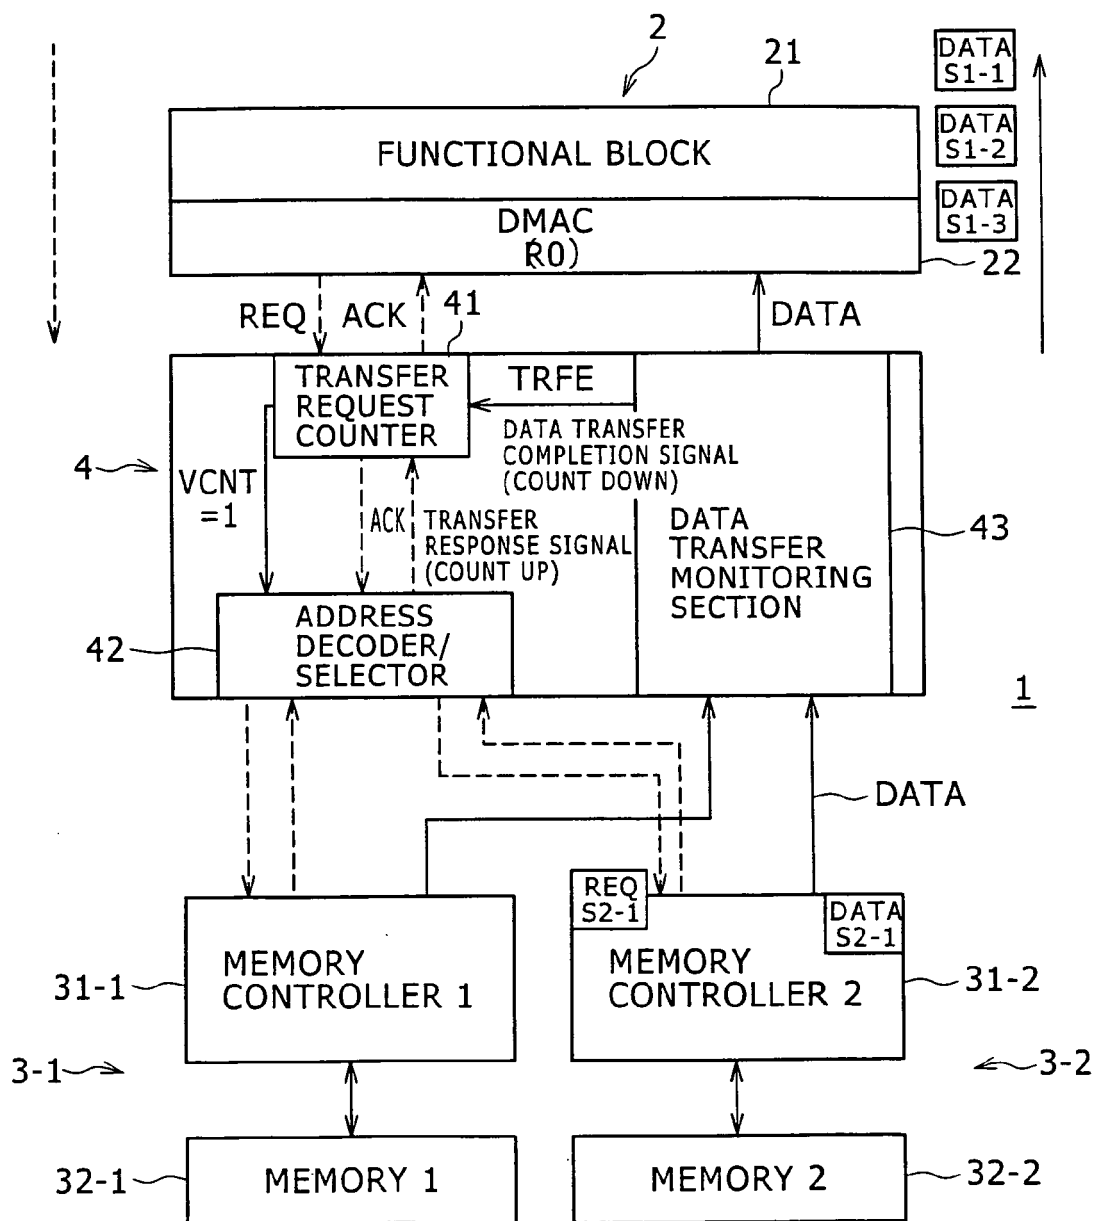 2
21
DATA
S1-1
DATA
S1-2
DATA
S1-3
FUNCTIONAL BLOCK
DMAC
(R0)
22
REQ
ACK
41
DATA
TRANSFER
REQUEST
COUNTER
TRFE
DATA TRANSFER
COMPLETION SIGNAL
(COUNT DOWN)
4
VCNT
=1
ACK
TRANSFER
RESPONSE SIGNAL
(COUNT UP)
DATA
TRANSFER
MONITORING
SECTION
43
42
ADDRESS
DECODER/
SELECTOR
1
DATA
REQ
S2-1
DATA
S2-1
MEMORY
CONTROLLER 1
31-1
MEMORY
CONTROLLER 2
31-2
3-1
3-2
32-1
MEMORY 1
MEMORY 2
32-2